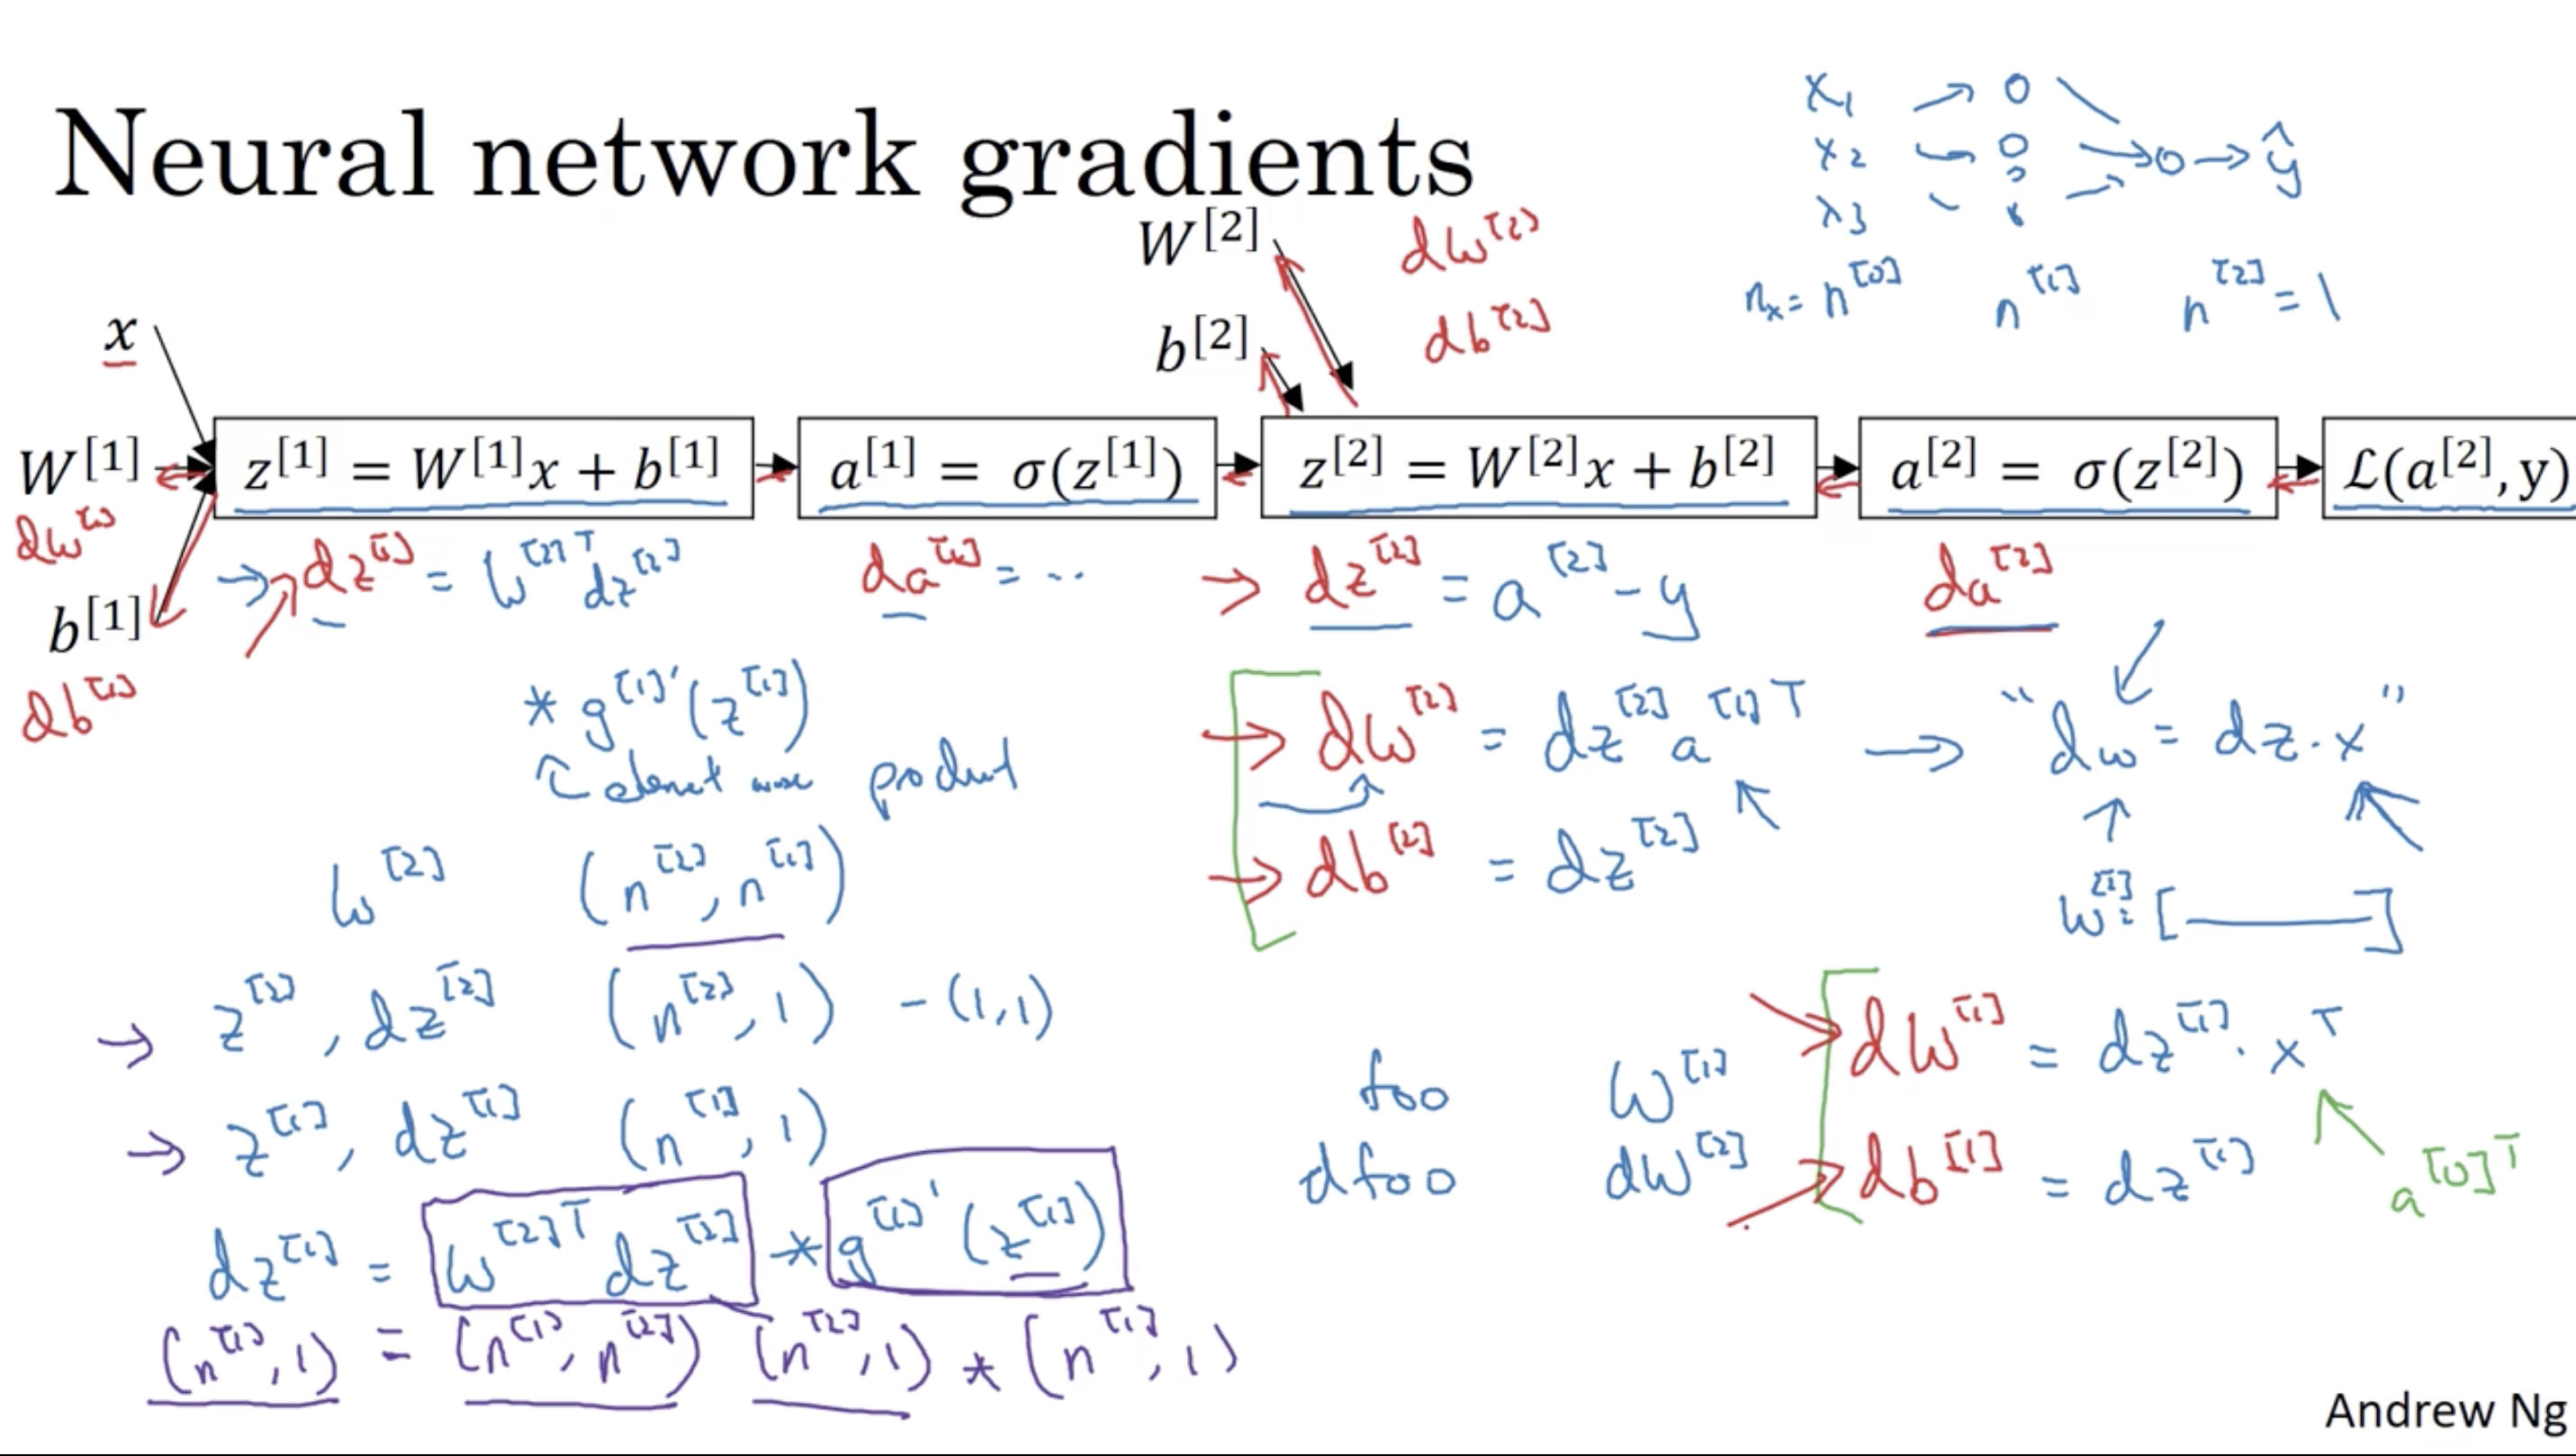 Neural network gradients
x₁ x₂ x₃ ŷ
nₓ = n^[0] n^[1] n^[2] = 1
W^[2] dw^[2]
b^[2] db^[2]
x
W^[1] z^[1] = W^[1]x + b^[1] a^[1] = σ(z^[1]) z^[2] = W^[2]x + b^[2] a^[2] = σ(z^[2]) ℒ(a^[2], y)
dw^[1]
b^[1]
db^[1]
→ dz^[1] = W^[2]T dz^[2]
* g^[1]'(z^[1])
↑ element wise product
da^[1] = ...
→ dz^[2] = a^[2] - y
da^[2]
→ dw^[2] = dz^[2] a^[1]T → "dw = dz · x"
→ db^[2] = dz^[2]
w^[1] = [ ]
w^[2] (n^[2], n^[1])
→ z^[2], dz^[2] (n^[2], 1) - (1,1)
→ z^[1], dz^[1] (n^[1], 1)
dz^[1] = w^[2]T dz^[2] * g^[1]'(z^[1])
(n^[1], 1) = (n^[1], n^[2]) (n^[2], 1) * (n^[1], 1)
foo W^[1]
dfoo dW^[2]
dW^[1] = dz^[1] · x^T
db^[1] = dz^[1]
a^[0]T
Andrew Ng